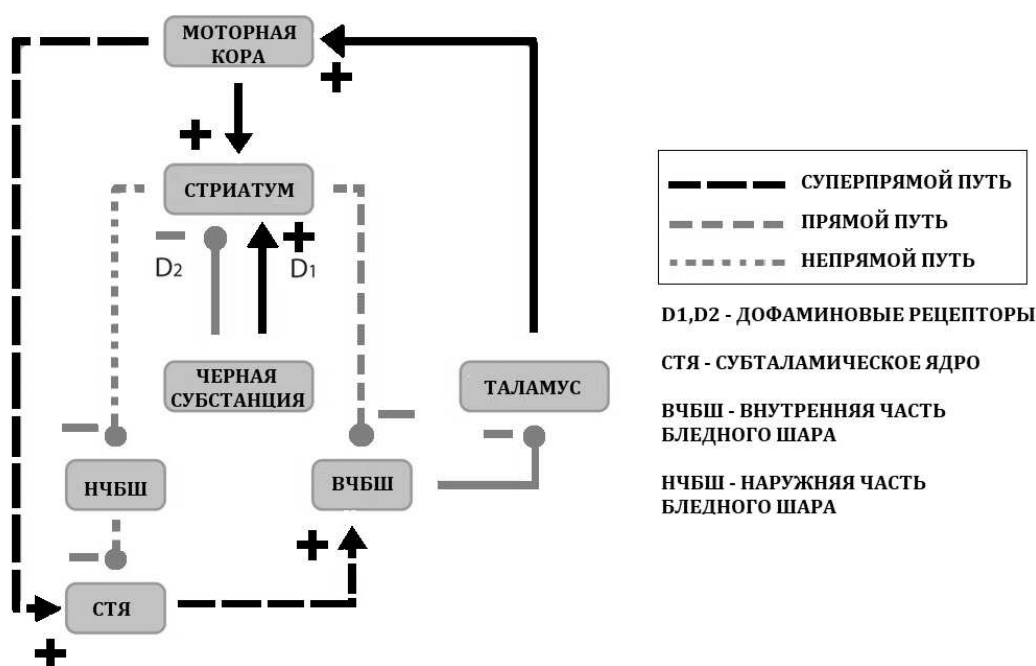 МОТОРНАЯ
КОРА
+
+
СТРИАТУМ
D2
D1
+
ЧЕРНАЯ
СУБСТАНЦИЯ
ТАЛАМУС
НЧБШ
ВЧБШ
+
СТЯ
+
СУПЕРПРЯМОЙ ПУТЬ
ПРЯМОЙ ПУТЬ
НЕПРЯМОЙ ПУТЬ
D1,D2 - ДОФАМИНОВЫЕ РЕЦЕПТОРЫ
СТЯ - СУБТАЛАМИЧЕСКОЕ ЯДРО
ВЧБШ - ВНУТРЕННЯЯ ЧАСТЬ
БЛЕДНОГО ШАРА
НЧБШ - НАРУЖНЯЯ ЧАСТЬ
БЛЕДНОГО ШАРА